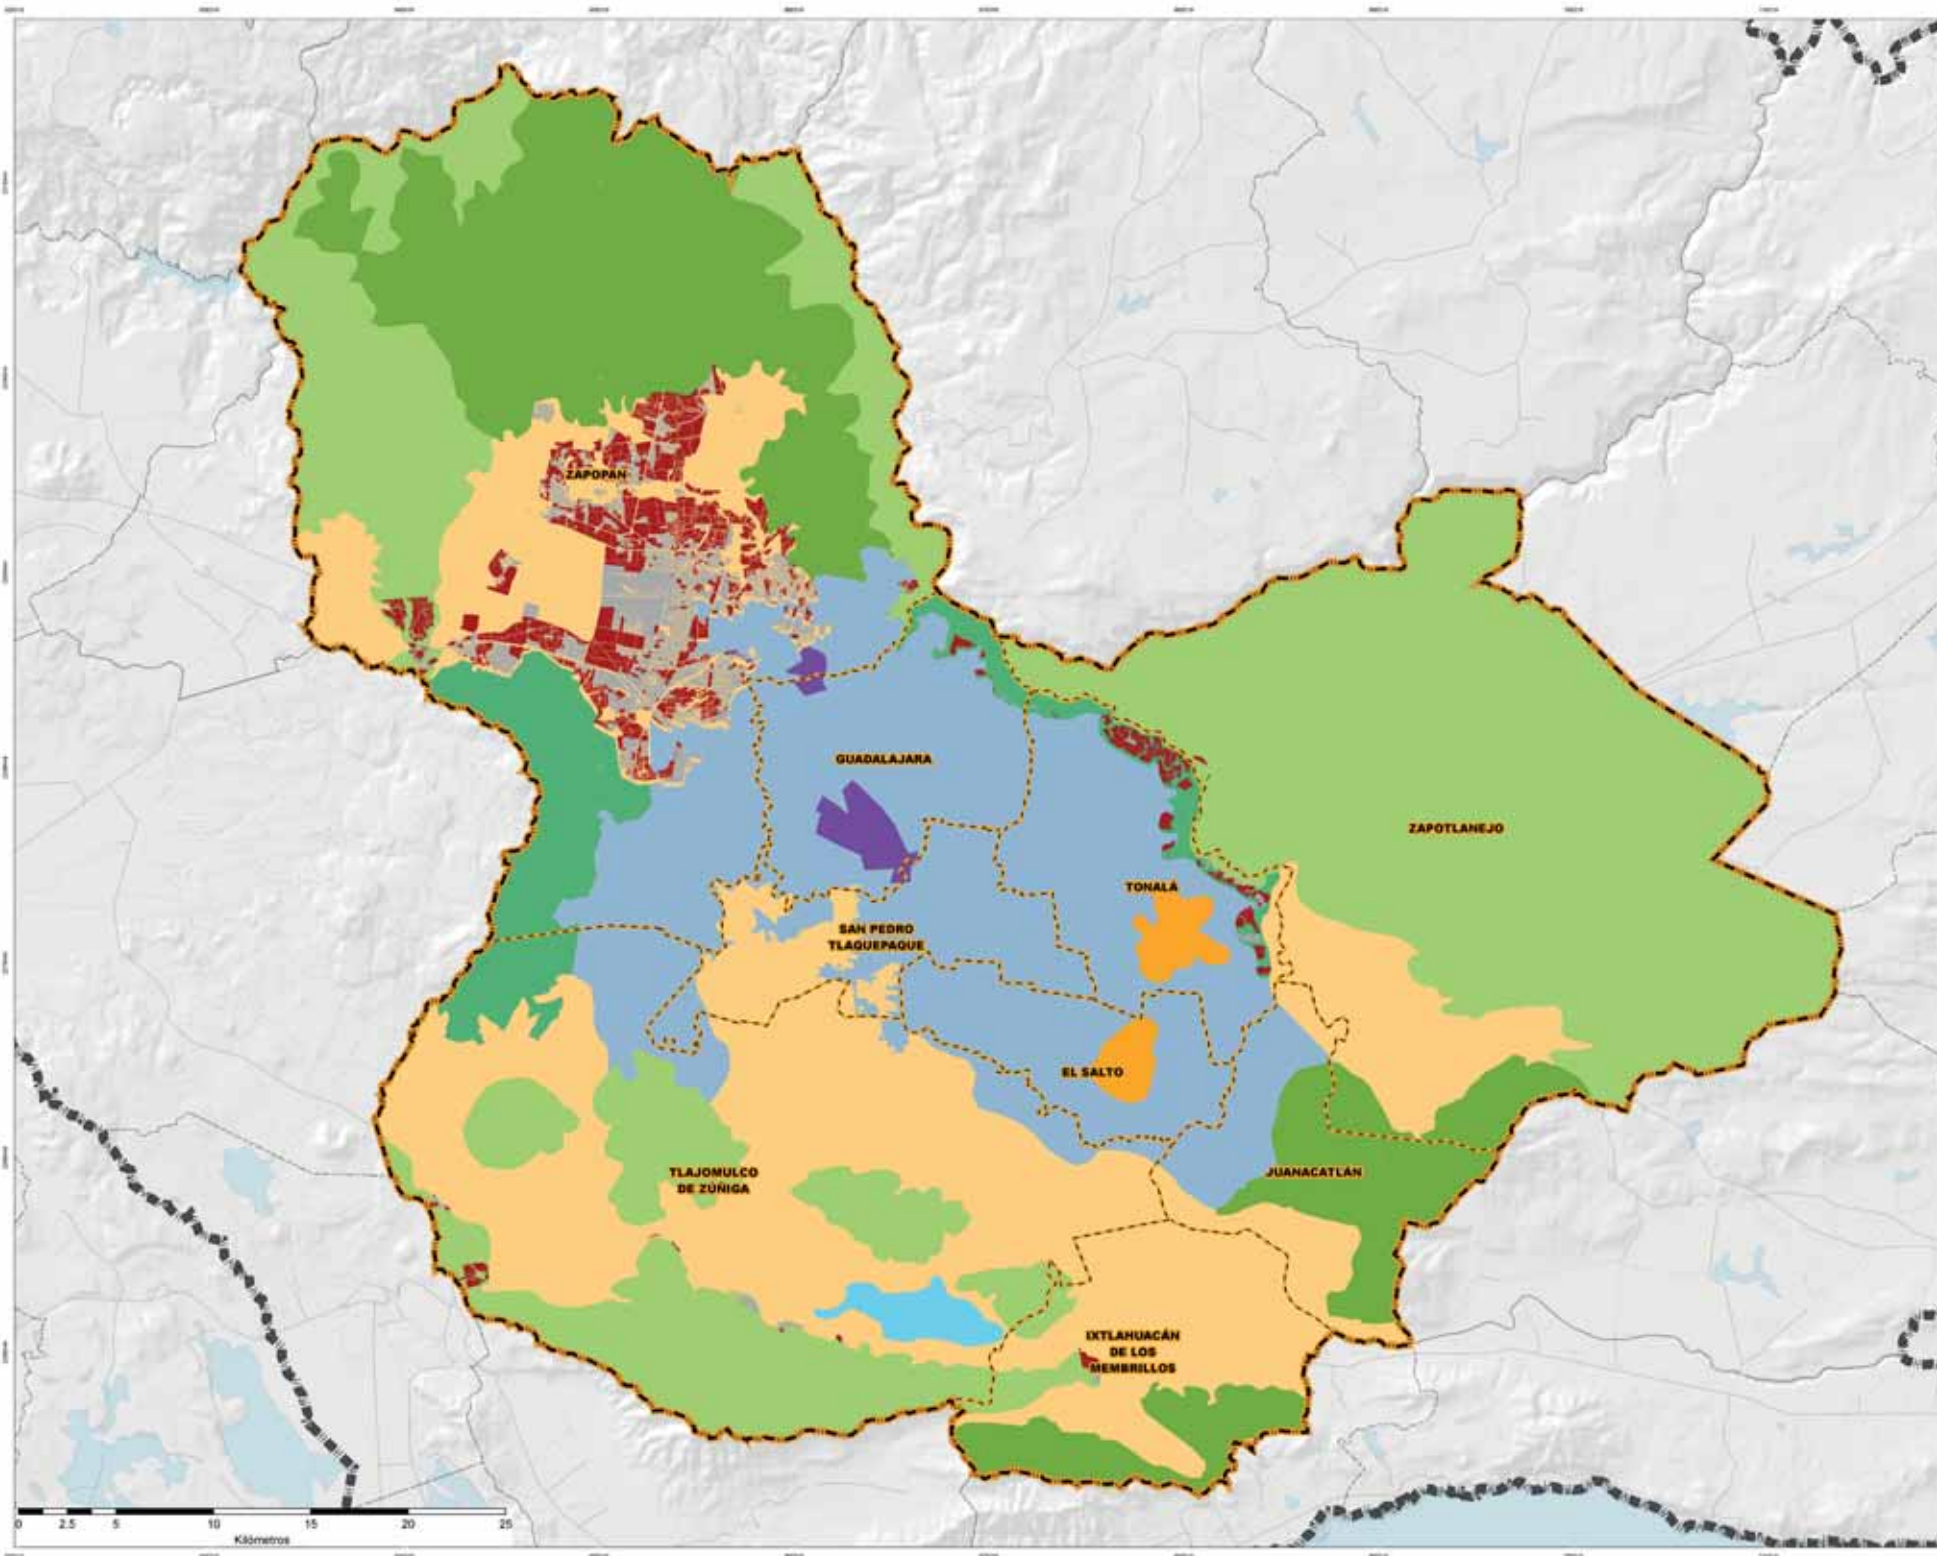 ZAPOPAN
GUADALAJARA
ZAPOTLANEJO
TONALÁ
SAN PEDRO
TLAQUEPAQUE
EL SALTO
TLAJOMULCO
DE ZÚÑIGA
JUANACATLÁN
IXTLAHUACÁN
DE LOS
MEMBRILLOS
0 2.5 5 10 15 20 25
Kilómetros